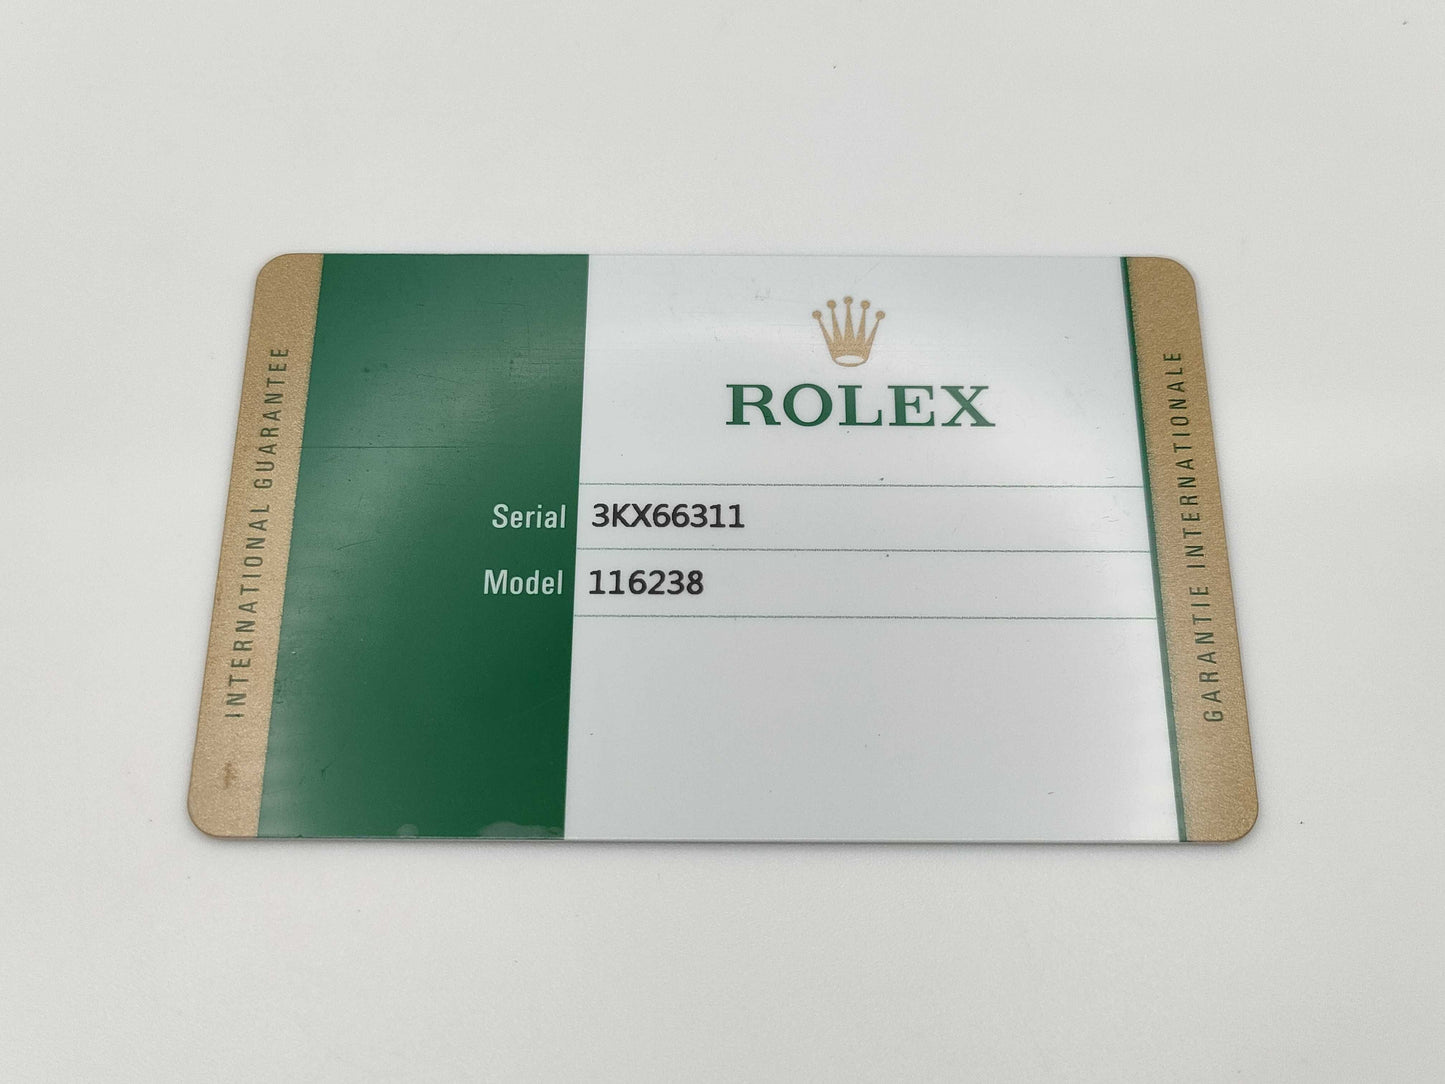 ROLEX
Serial 3KX66311
Model 116238
INTERNATIONAL GUARANTEE
GARANTIE INTERNATIONALE